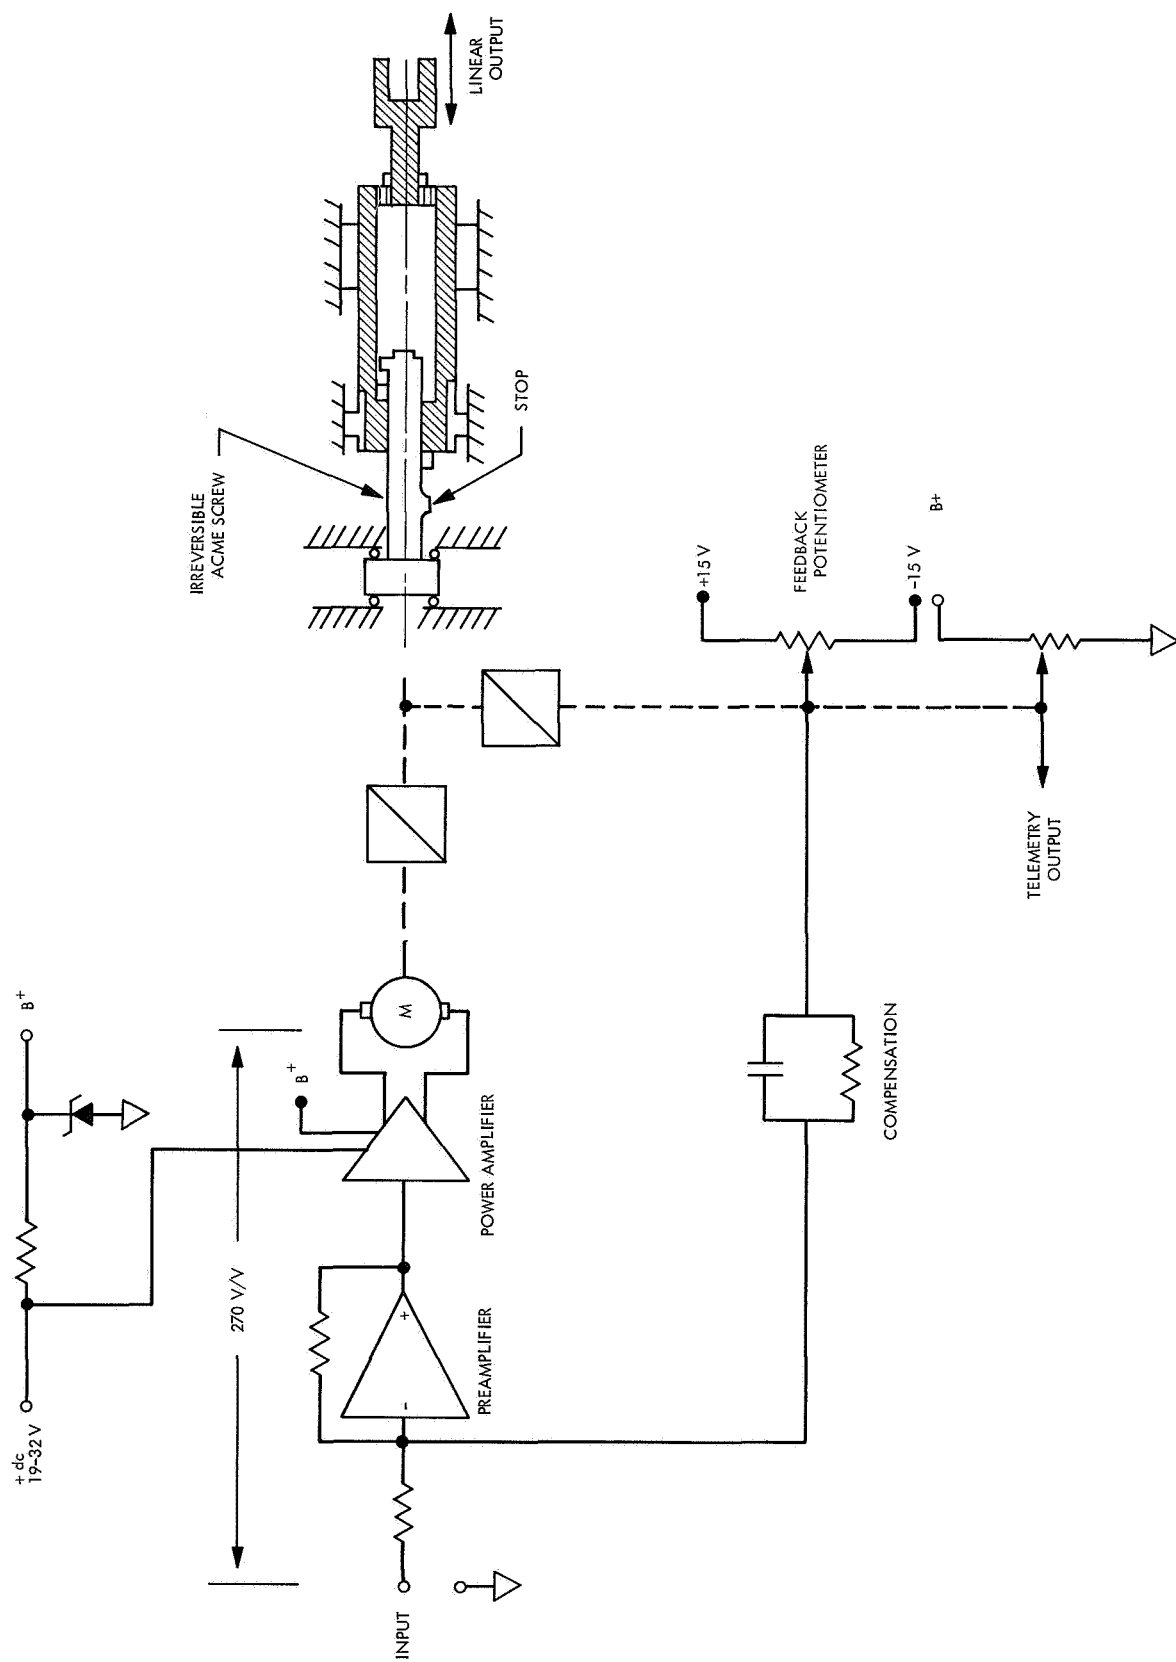 + dc
19-32 V
B+
270 V/V
B+
INPUT
-
+
PREAMPLIFIER
POWER AMPLIFIER
M
IRREVERSIBLE
ACME SCREW
STOP
LINEAR
OUTPUT
COMPENSATION
+15 V
FEEDBACK
POTENTIOMETER
-15 V
B+
TELEMETRY
OUTPUT